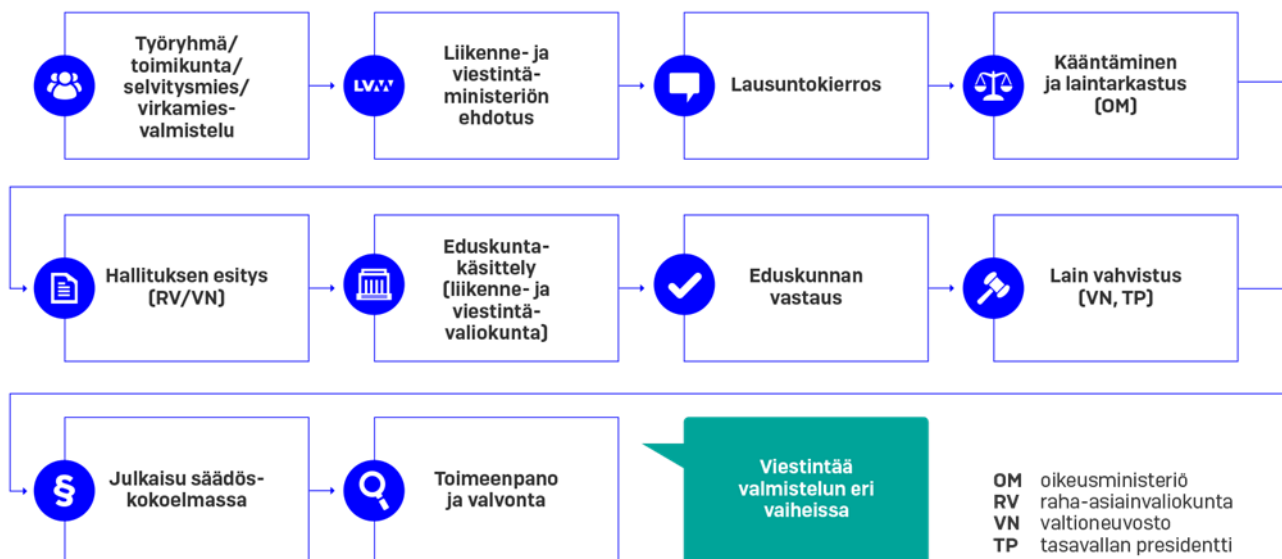 Työryhmä/
toimikunta/
selvitysmies/
virkamies-
valmistelu
LVM
Liikenne- ja
viestintä-
ministeriön
ehdotus
Lausuntokierros
Kääntäminen
ja laintarkastus
(OM)
Hallituksen esitys
(RV/VN)
Eduskunta-
käsittely
(liikenne- ja
viestintä-
valiokunta)
Eduskunnan
vastaus
Lain vahvistus
(VN, TP)
§
Julkaisu säädös-
kokoelmassa
Toimeenpano
ja valvonta
Viestintää
valmistelun eri
vaiheissa
OM oikeusministeriö
RV raha-asiainvaliokunta
VN valtioneuvosto
TP tasavallan presidentti